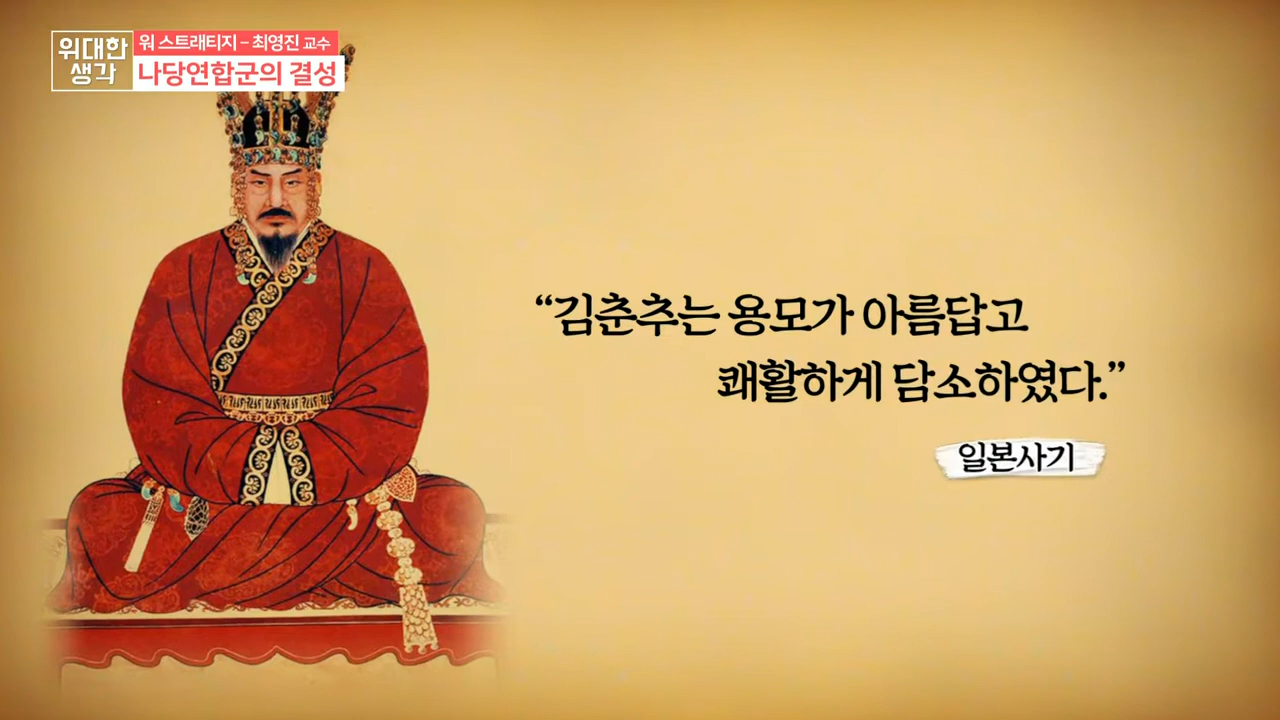 위대한
생각
워 스트래티지 – 최영진 교수
나당연합군의 결성
“김춘추는 용모가 아름답고
쾌활하게 담소하였다.”
일본사기